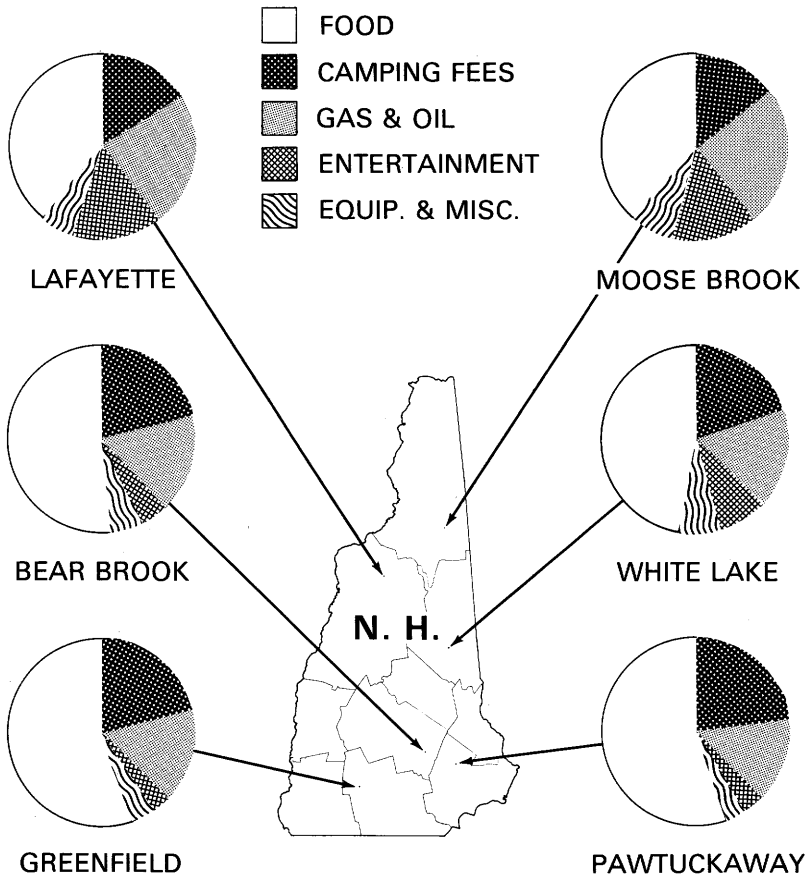 FOOD
CAMPING FEES
GAS & OIL
ENTERTAINMENT
EQUIP. & MISC.
LAFAYETTE
MOOSE BROOK
BEAR BROOK
WHITE LAKE
N. H.
GREENFIELD
PAWTUCKAWAY